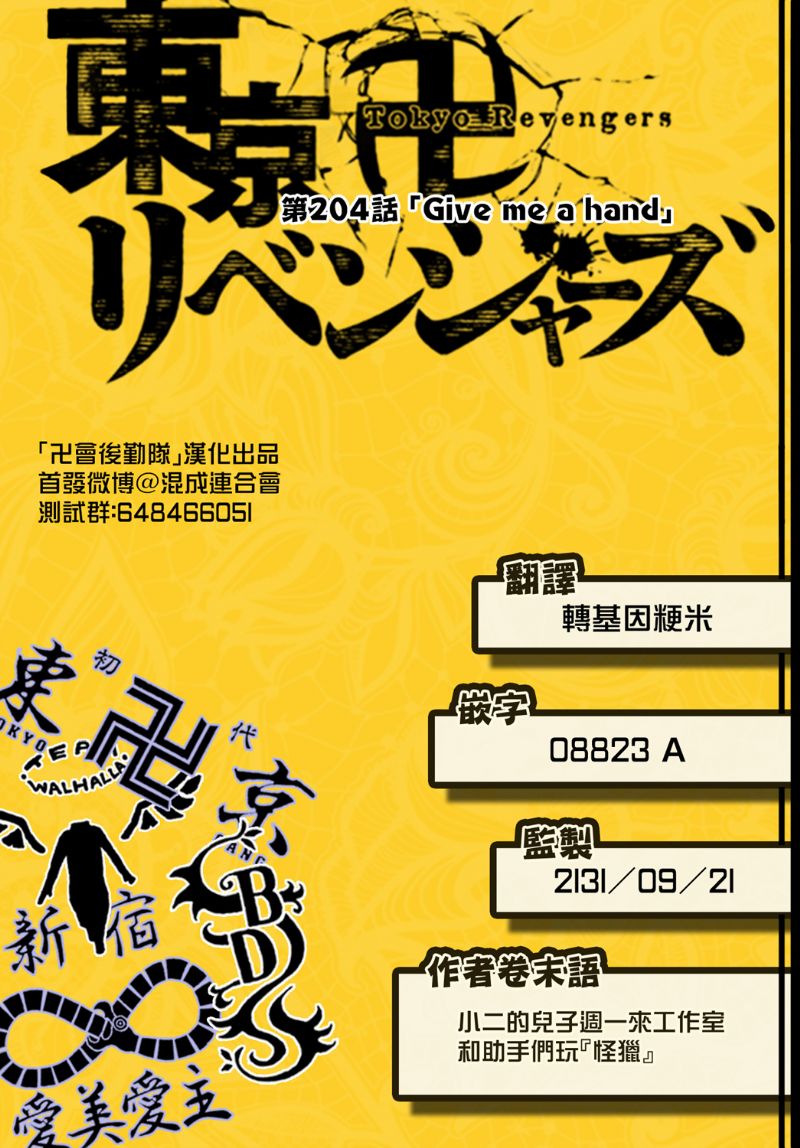 東京卍
Tokyo Revengers
第204話「Give me a hand」
リベンジャーズ
「卍會後勤隊」漢化出品
首發微博@混成連合會
測試群:648466051
翻譯
轉基因粳米
嵌字
08823 A
監製
2131/09/21
作者卷末語
小二的兒子週一來工作室
和助手們玩『怪獵』
東
初
卍
代
京
WALHALLA
BD
新宿
愛美愛主